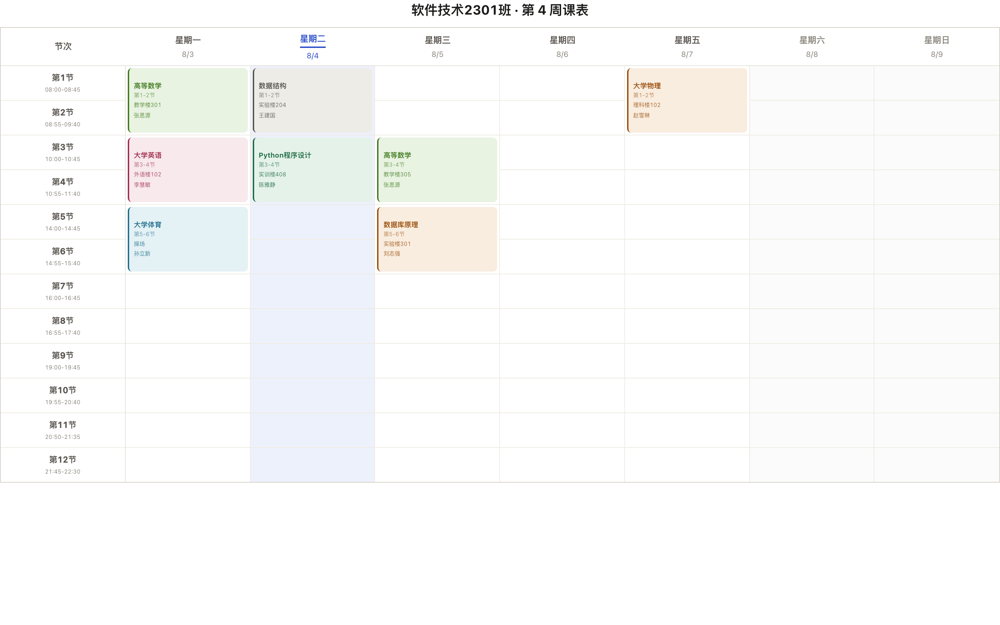 软件技术2301班 · 第 4 周课表
节次
星期一
8/3
星期二
8/4
星期三
8/5
星期四
8/6
星期五
8/7
星期六
8/8
星期日
8/9
第1节
08:00-08:45
第2节
08:55-09:40
高等数学
第1-2节
教学楼301
张思源
数据结构
第1-2节
实验楼204
王建国
大学物理
第1-2节
理科楼102
赵雪琳
第3节
10:00-10:45
第4节
10:55-11:40
大学英语
第3-4节
外语楼102
李慧敏
Python程序设计
第3-4节
实训楼408
陈雅静
高等数学
第3-4节
教学楼305
张思源
第5节
14:00-14:45
第6节
14:55-15:40
大学体育
第5-6节
操场
孙立新
数据库原理
第5-6节
实验楼301
刘志强
第7节
16:00-16:45
第8节
16:55-17:40
第9节
19:00-19:45
第10节
19:55-20:40
第11节
20:50-21:35
第12节
21:45-22:30